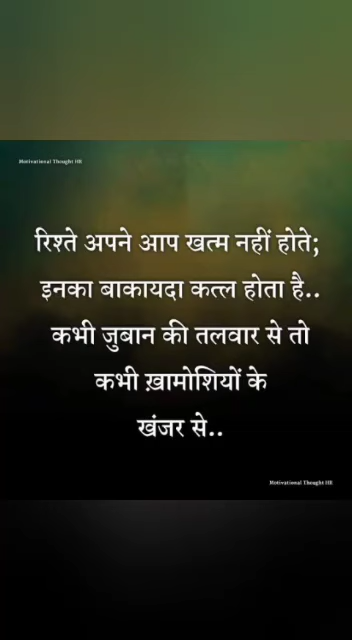 Motivational Thought HR
रिश्ते अपने आप खत्म नहीं होते;
इनका बाकायदा कत्ल होता है..
कभी जुबान की तलवार से तो
कभी ख़ामोशियों के
खंजर से..
Motivational Thought HR